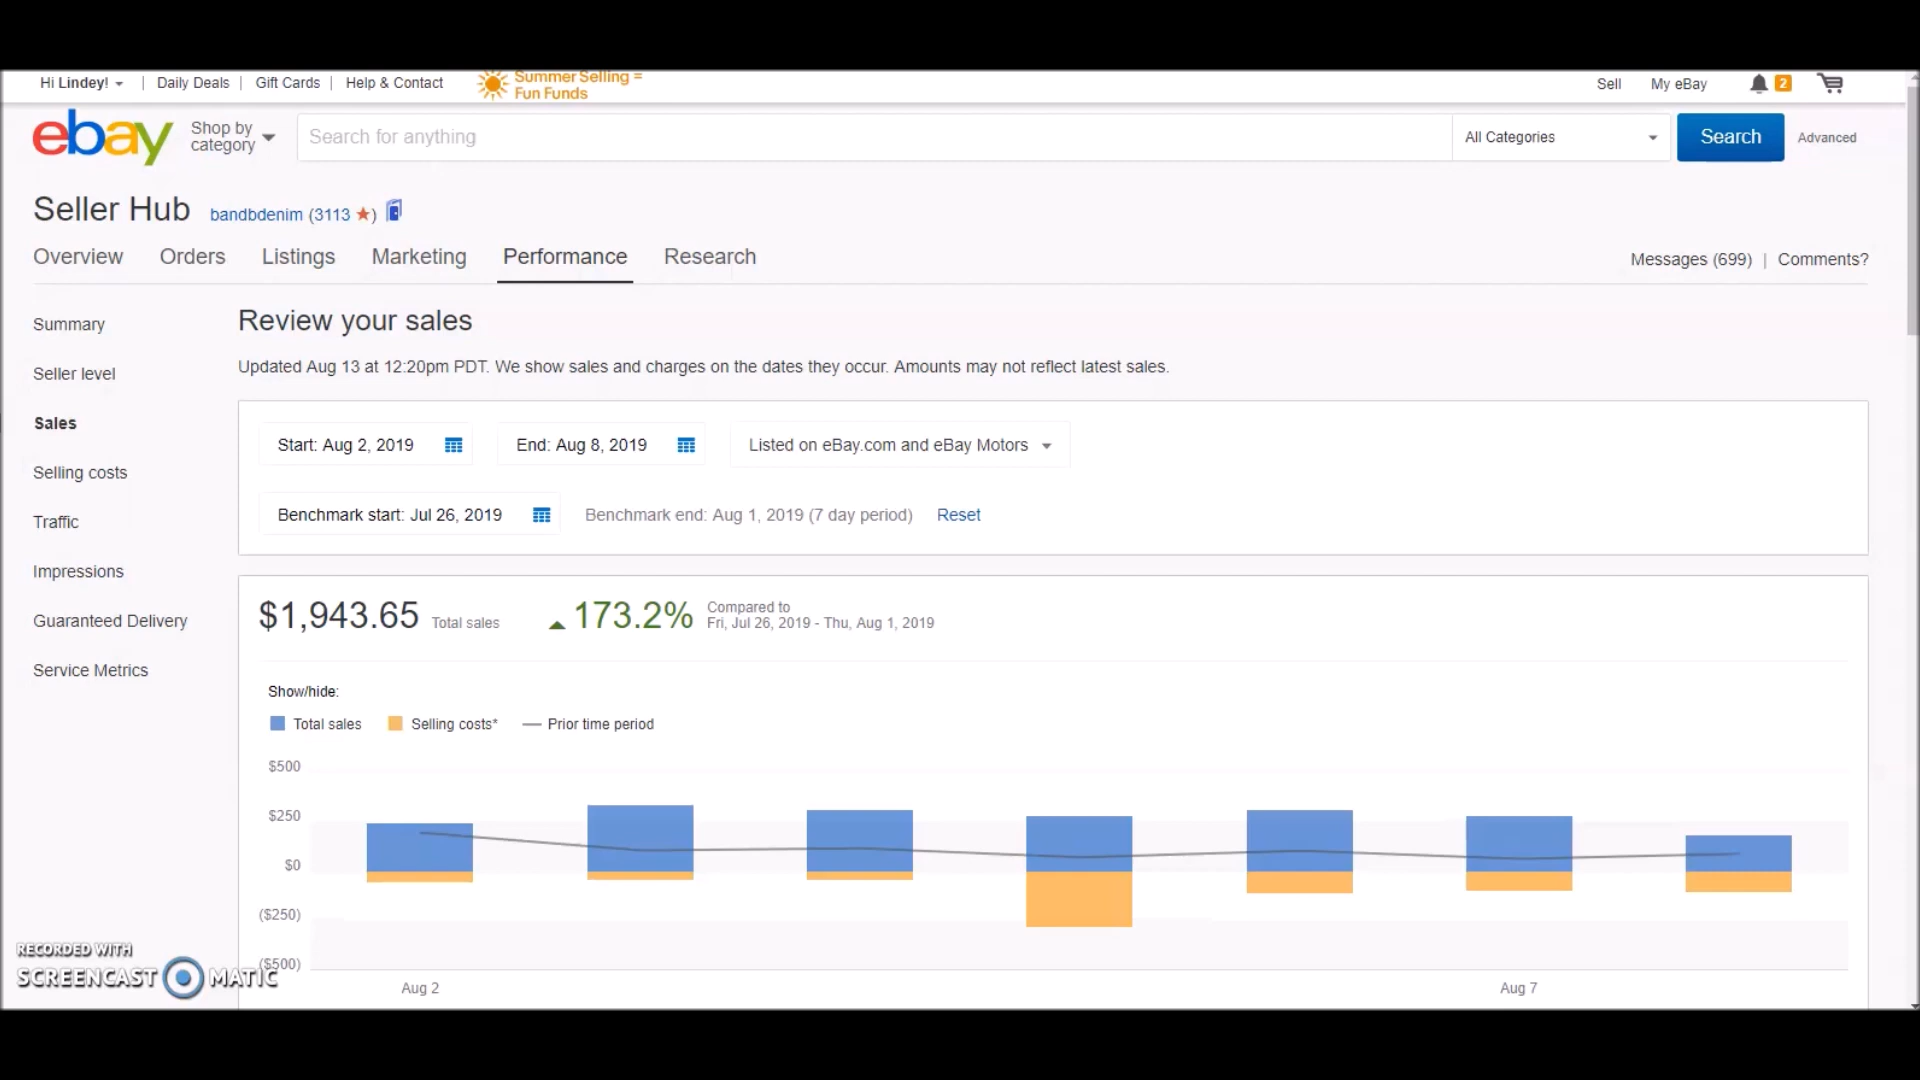 Hi Lindey!
Daily Deals
Gift Cards
Help & Contact
Summer Selling =
Fun Funds
Sell
My eBay
2
ebay
Shop by
category
Search for anything
All Categories
Search
Advanced
Seller Hub
bandbdenim (3113 ★)
Overview
Orders
Listings
Marketing
Performance
Research
Messages (699) | Comments?
Summary
Seller level
Sales
Selling costs
Traffic
Impressions
Guaranteed Delivery
Service Metrics
Review your sales
Updated Aug 13 at 12:20pm PDT. We show sales and charges on the dates they occur. Amounts may not reflect latest sales.
Start: Aug 2, 2019
End: Aug 8, 2019
Listed on eBay.com and eBay Motors
Benchmark start: Jul 26, 2019
Benchmark end: Aug 1, 2019 (7 day period)
Reset
$1,943.65 Total sales
173.2%
Compared to
Fri, Jul 26, 2019 - Thu, Aug 1, 2019
Show/hide:
Total sales
Selling costs*
Prior time period
$500
$250
$0
($250)
($500)
Aug 2
Aug 7
RECORDED WITH
SCREENCAST MATIC